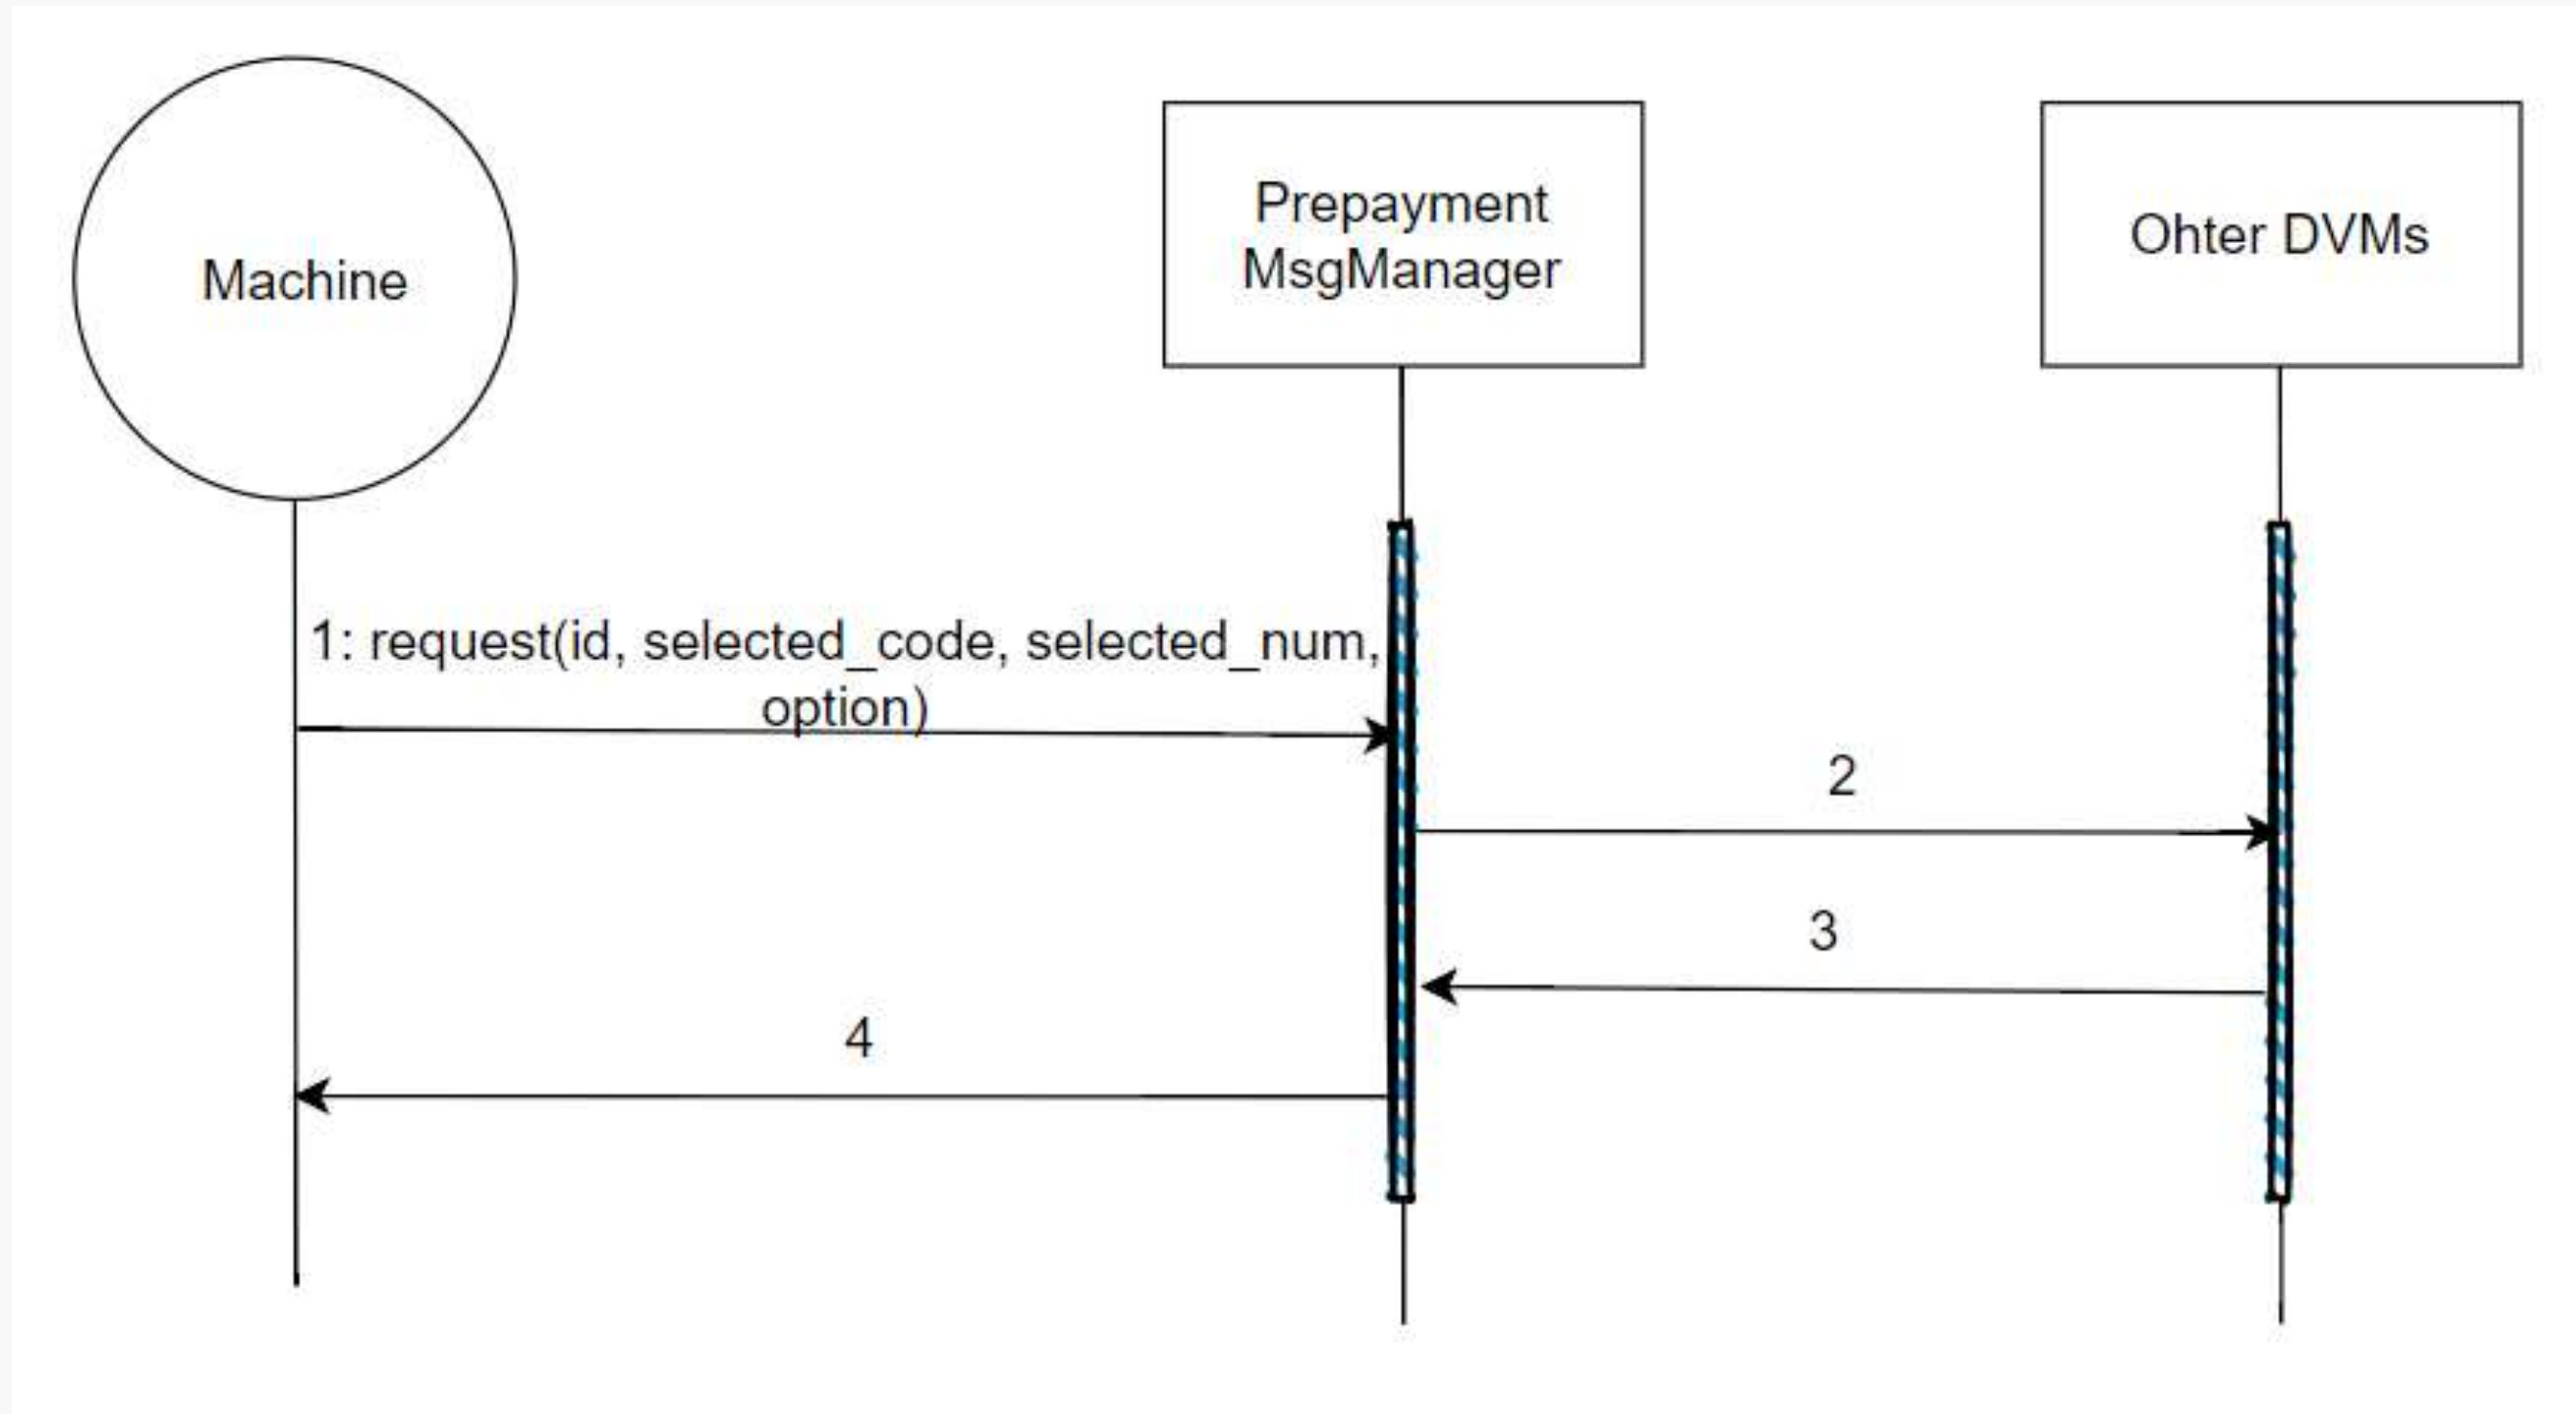 Machine
Prepayment
MsgManager
Ohter DVMs
1: request(id, selected_code, selected_num,
option)
2
3
4